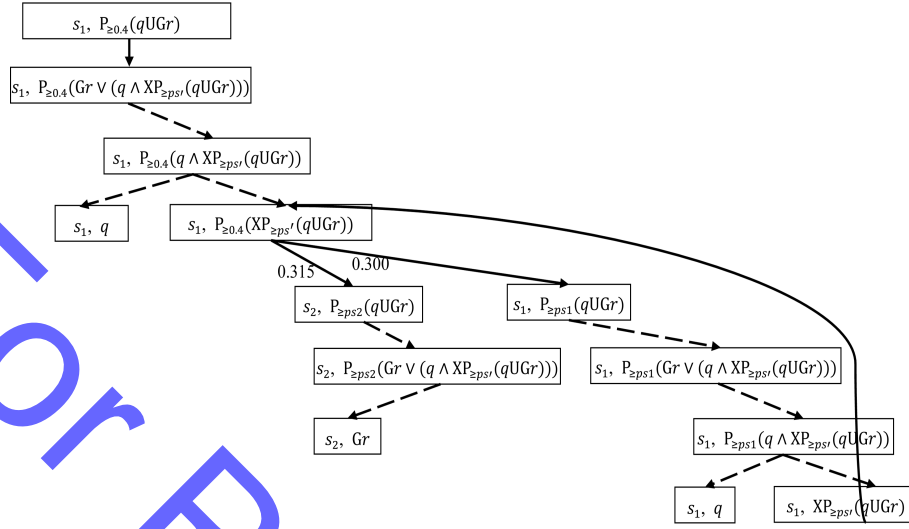 s₁, P≥0.4(qUGr)
s₁, P≥0.4(Gr ∨ (q ∧ XP≥ps′(qUGr)))
s₁, P≥0.4(q ∧ XP≥ps′(qUGr))
s₁, q
s₁, P≥0.4(XP≥ps′(qUGr))
0.315
0.300
s₂, P≥ps2(qUGr)
s₁, P≥ps1(qUGr)
s₂, P≥ps2(Gr ∨ (q ∧ XP≥ps′(qUGr)))
s₁, P≥ps1(Gr ∨ (q ∧ XP≥ps′(qUGr)))
s₂, Gr
s₁, P≥ps1(q ∧ XP≥ps′(qUGr))
s₁, q
s₁, XP≥ps′(qUGr)